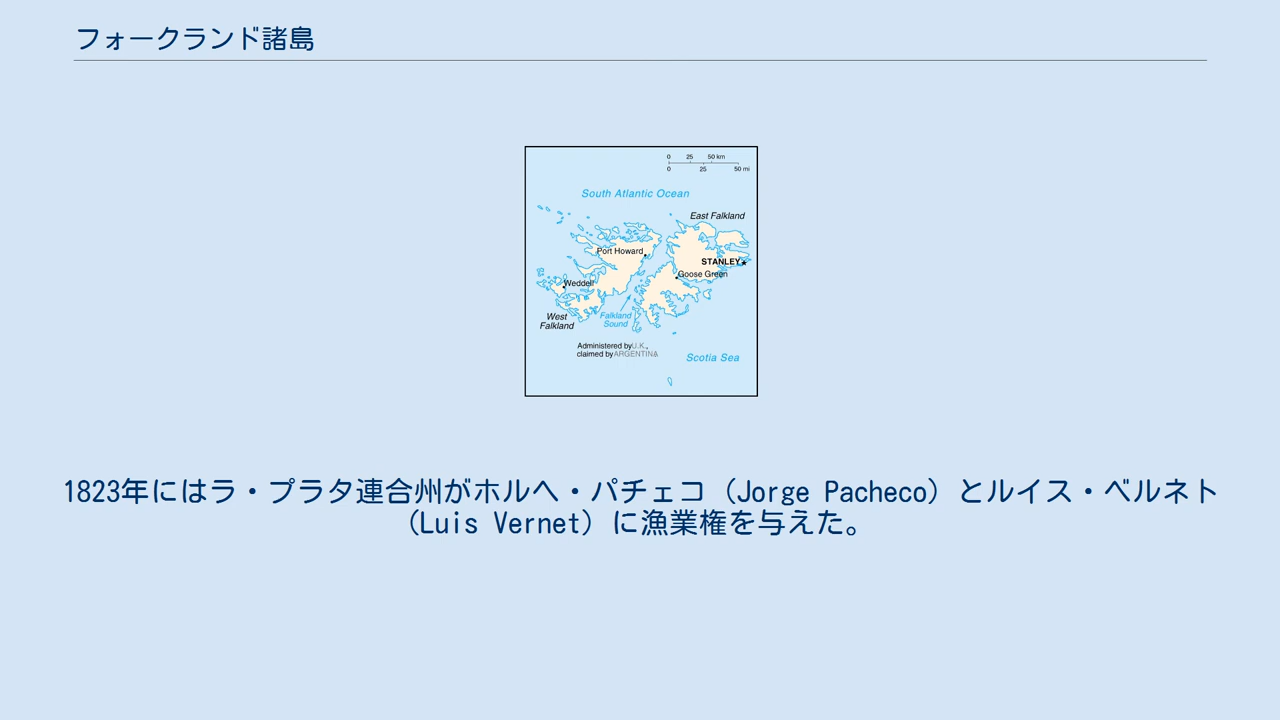 フォークランド諸島
0 25 50 km
0 25 50 mi
South Atlantic Ocean
East Falkland
Port Howard
STANLEY
Goose Green
Weddell
West
Falkland
Falkland
Sound
Administered by U.K.,
claimed by ARGENTINA
Scotia Sea
1823年にはラ・プラタ連合州がホルヘ・パチェコ（Jorge Pacheco）とルイス・ベルネト
（Luis Vernet）に漁業権を与えた。